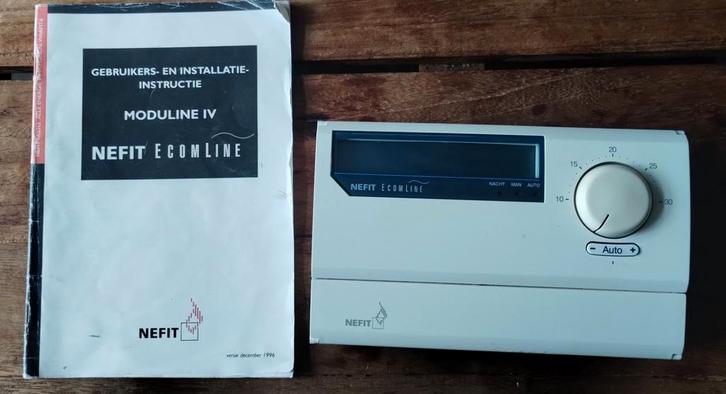 GEBRUIKERS- EN INSTALLATIE-
INSTRUCTIE
MODULINE IV
NEFIT ECOMLINE
NEFIT
versie december 1996
NEFIT ECOMLINE
NACHT MAN AUTO
10
15
20
25
30
- Auto +
NEFIT